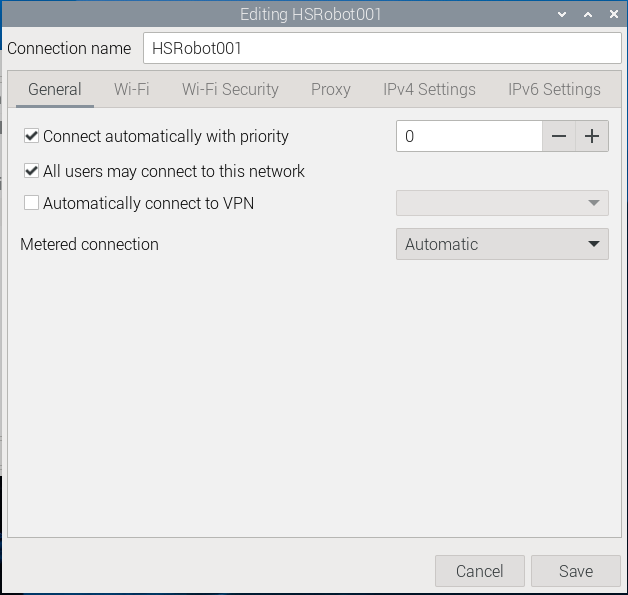 Editing HSRobot001
Connection name HSRobot001
General Wi-Fi Wi-Fi Security Proxy IPv4 Settings IPv6 Settings
Connect automatically with priority 0
All users may connect to this network
Automatically connect to VPN
Metered connection Automatic
Cancel Save